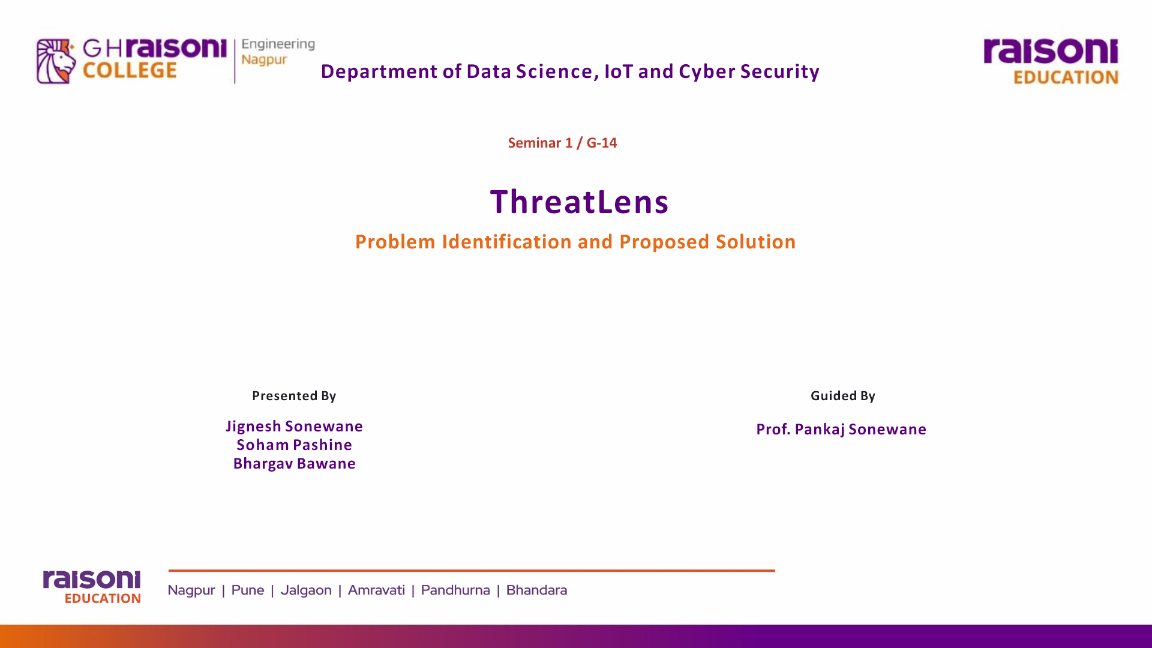 GHraisoni
COLLEGE
Engineering
Nagpur
Department of Data Science, IoT and Cyber Security
raisoni
EDUCATION
Seminar 1 / G-14
ThreatLens
Problem Identification and Proposed Solution
Presented By
Jignesh Sonewane
Soham Pashine
Bhargav Bawane
Guided By
Prof. Pankaj Sonewane
raisoni
EDUCATION
Nagpur | Pune | Jalgaon | Amravati | Pandhurna | Bhandara